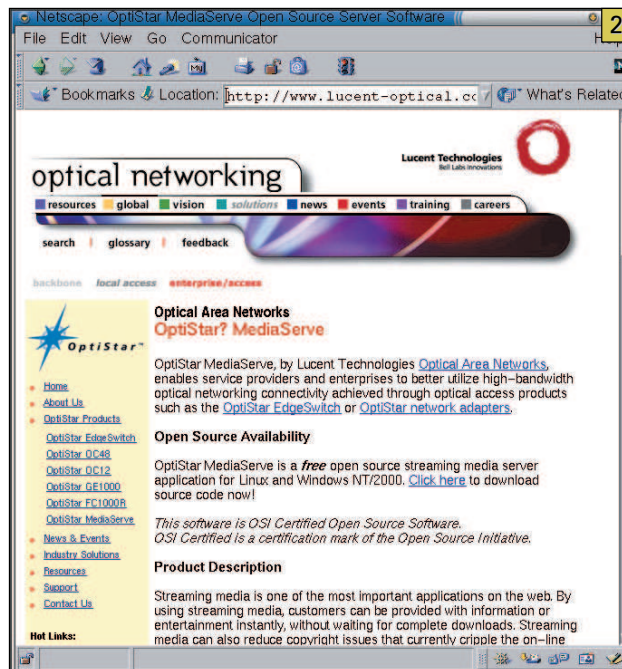 Netscape: OptiStar MediaServe Open Source Server Software
2
File Edit View Go Communicator
Bookmarks Location: http://www.lucent-optical.co What's Related
optical networking
Lucent Technologies
Bell Labs Innovations
resources global vision solutions news events training careers
search | glossary | feedback
backbone local access enterprise/access
OptiStar™
Home
About Us
OptiStar Products
OptiStar EdgeSwitch
OptiStar OC48
OptiStar OC12
OptiStar GE1000
OptiStar FC1000R
OptiStar MediaServe
News & Events
Industry Solutions
Resources
Support
Contact Us
Hot Links:
Optical Area Networks
OptiStar? MediaServe
OptiStar MediaServe, by Lucent Technologies Optical Area Networks,
enables service providers and enterprises to better utilize high-bandwidth
optical networking connectivity achieved through optical access products
such as the OptiStar EdgeSwitch or OptiStar network adapters.
Open Source Availability
OptiStar MediaServe is a free open source streaming media server
application for Linux and Windows NT/2000. Click here to download
source code now!
This software is OSI Certified Open Source Software.
OSI Certified is a certification mark of the Open Source Initiative.
Product Description
Streaming media is one of the most important applications on the web. By
using streaming media, customers can be provided with information or
entertainment instantly, without waiting for complete downloads. Streaming
media can also reduce copyright issues that currently cripple the on-line